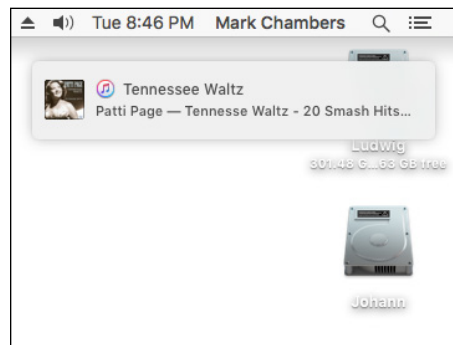 Tue 8:46 PM Mark Chambers
Tennessee Waltz
Patti Page — Tennesse Waltz - 20 Smash Hits...
Ludwig
301.48 G...63 GB free
Johann